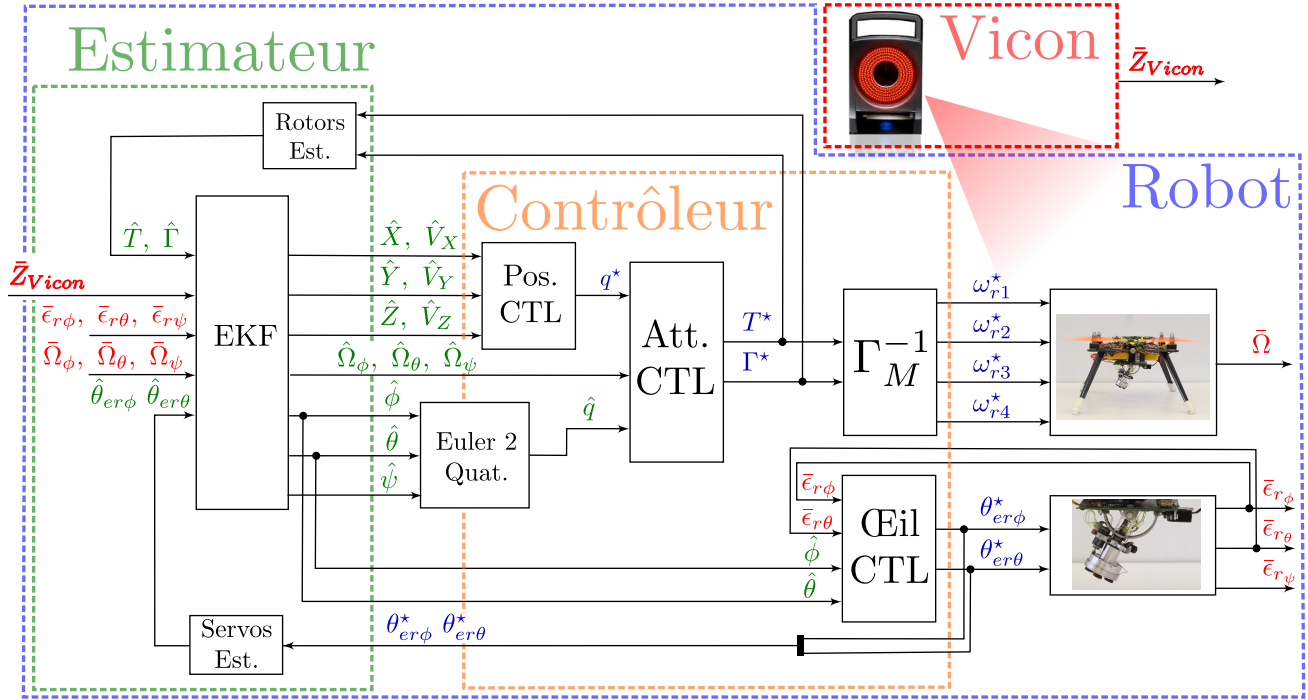 Estimateur
Vicon
Z̄_Vicon
Robot
Rotors
Est.
Contrôleur
T̂, Γ̂
Z̄_Vicon
ε̄_rφ, ε̄_rθ, ε̄_rψ
Ω̄_φ, Ω̄_θ, Ω̄_ψ
θ̂_erφ θ̂_erθ
EKF
X̂, V̂_X
Ŷ, V̂_Y
Ẑ, V̂_Z
Ω̂_φ, Ω̂_θ, Ω̂_ψ
φ̂
θ̂
ψ̂
Pos.
CTL
q*
Euler 2
Quat.
q̂
Att.
CTL
T*
Γ*
Γ_M^-1
ω*_r1
ω*_r2
ω*_r3
ω*_r4
Ω̄
ε̄_rφ
ε̄_rθ
φ̂
θ̂
Œil
CTL
θ*_erφ
θ*_erθ
ε̄_rφ
ε̄_rθ
ε̄_rψ
Servos
Est.
θ*_erφ θ*_erθ